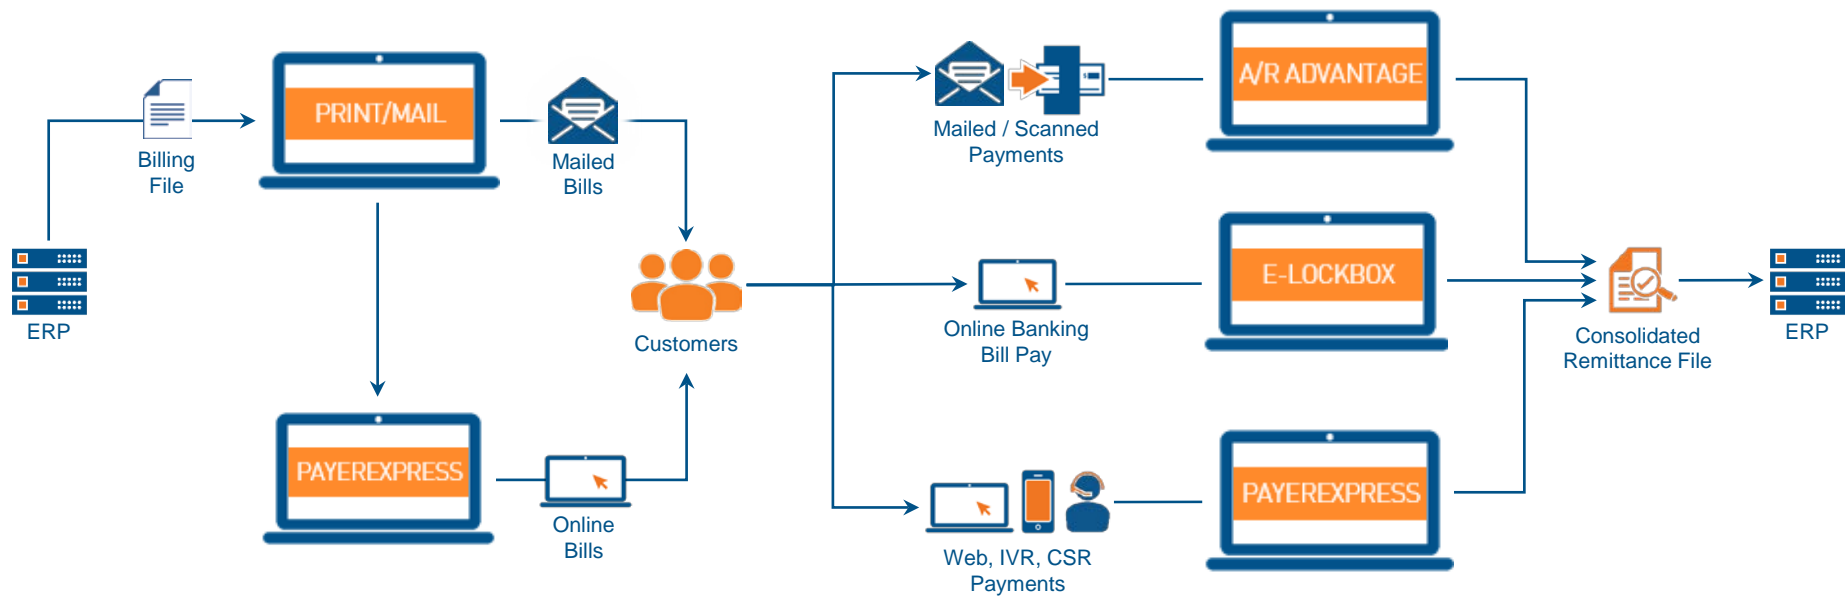 ERP
Billing
File
PRINT/MAIL
Mailed
Bills
PAYEREXPRESS
Online
Bills
Customers
Mailed / Scanned
Payments
A/R ADVANTAGE
Online Banking
Bill Pay
E-LOCKBOX
Web, IVR, CSR
Payments
PAYEREXPRESS
Consolidated
Remittance File
ERP